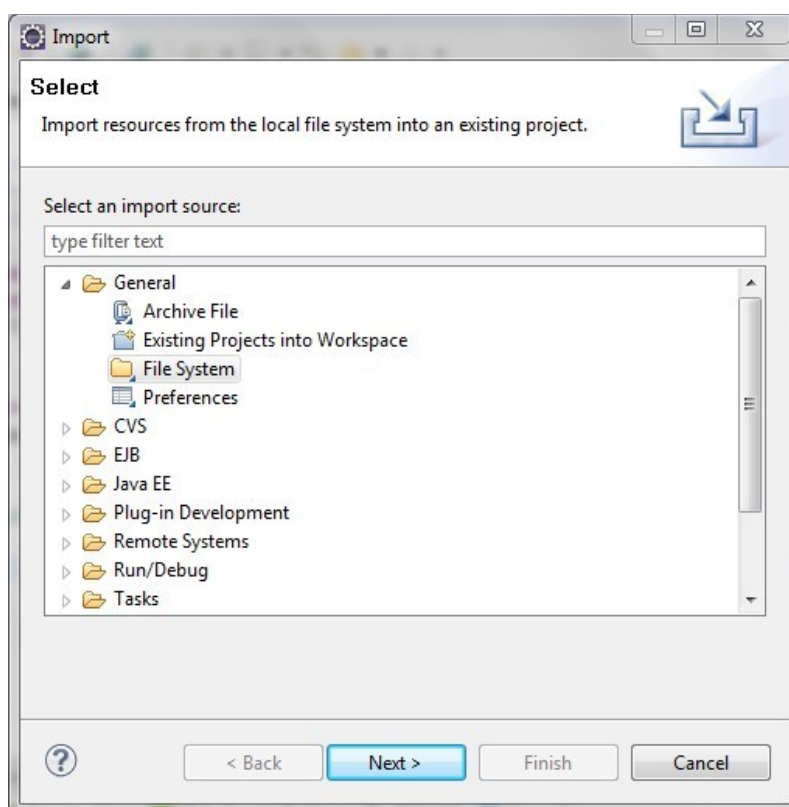 Import
Select
Import resources from the local file system into an existing project.
Select an import source:
type filter text
General
Archive File
Existing Projects into Workspace
File System
Preferences
CVS
EJB
Java EE
Plug-in Development
Remote Systems
Run/Debug
Tasks
< Back Next > Finish Cancel